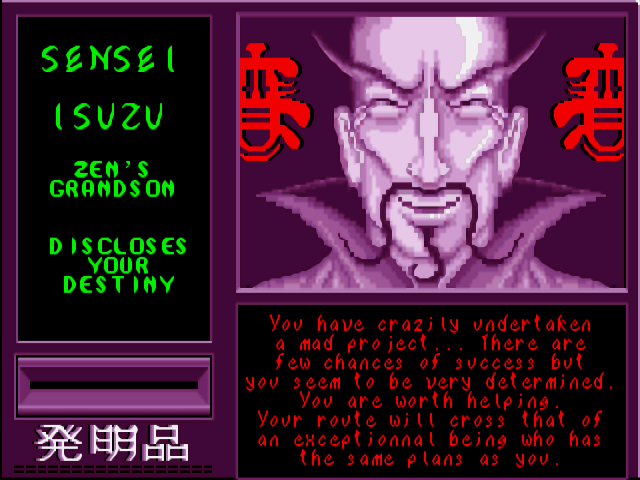 SENSEI
ISUZU
ZEN'S
GRANDSON
DISCLOSES
YOUR
DESTINY
発明品
You have crazily undertaken
a mad project... There are
few chances of success but
you seem to be very determined.
You are worth helping.
Your route will cross that of
an exceptionnal being who has
the same plans as you.